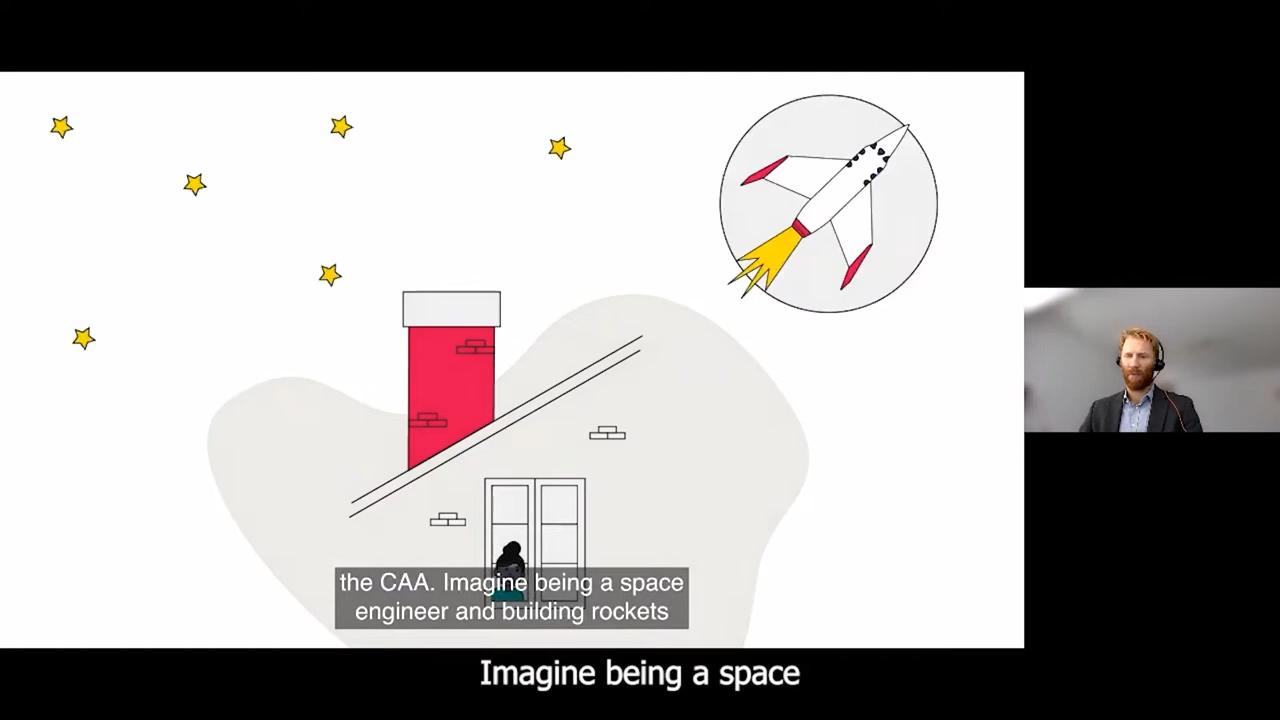 the CAA. Imagine being a space
engineer and building rockets
Imagine being a space